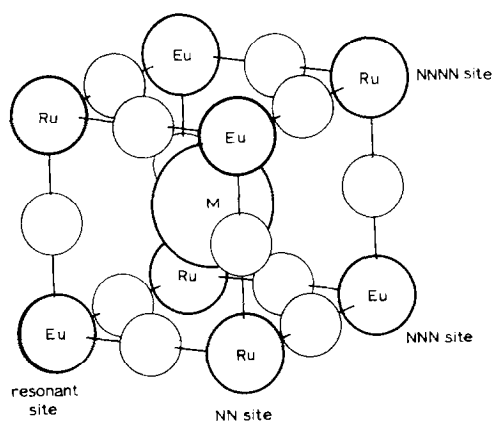 Eu
Ru NNNN site
Ru
Eu
M
Ru
Eu
Eu
NNN site
Ru
resonant
site
NN site